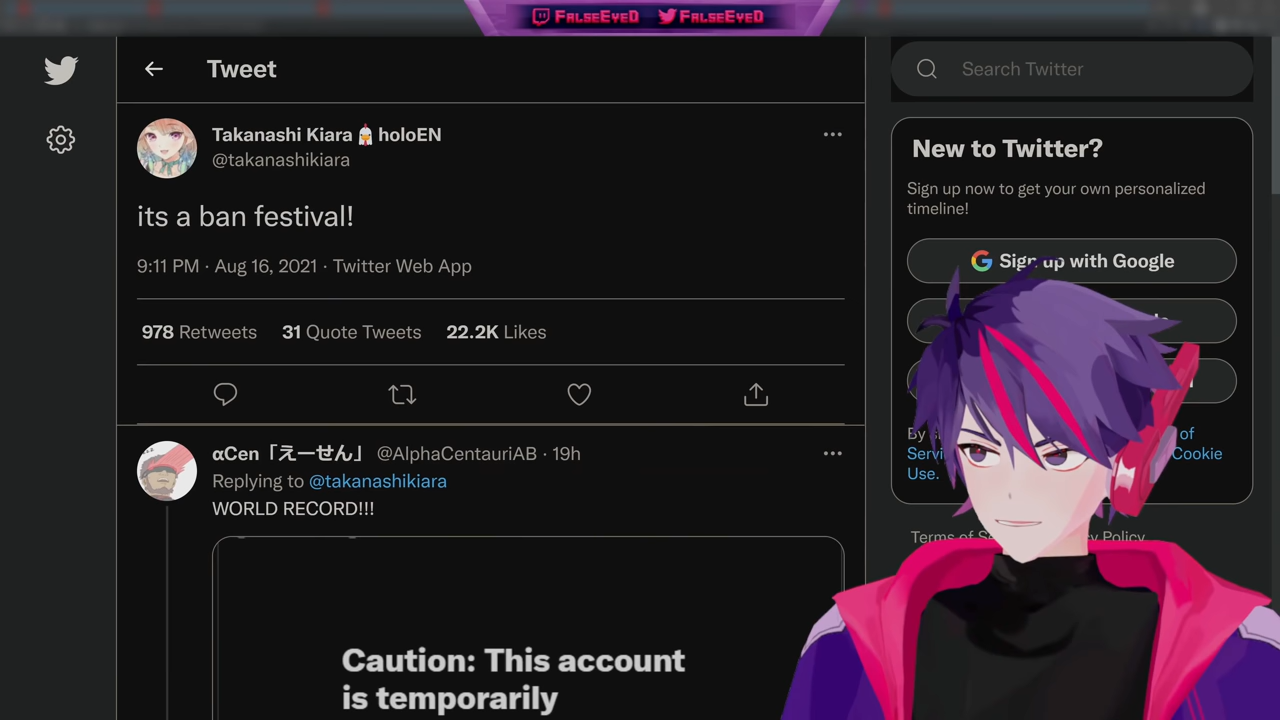 FalseEyeD FalseEyeD
Tweet
Search Twitter
Takanashi Kiara 🐔 holoEN
@takanashikiara
its a ban festival!
9:11 PM · Aug 16, 2021 · Twitter Web App
978 Retweets 31 Quote Tweets 22.2K Likes
αCen「えーせん」 @AlphaCentauriAB · 19h
Replying to @takanashikiara
WORLD RECORD!!!
Caution: This account
is temporarily
New to Twitter?
Sign up now to get your own personalized
timeline!
Sign up with Google
By of
Cookie
Use.
Terms of Policy